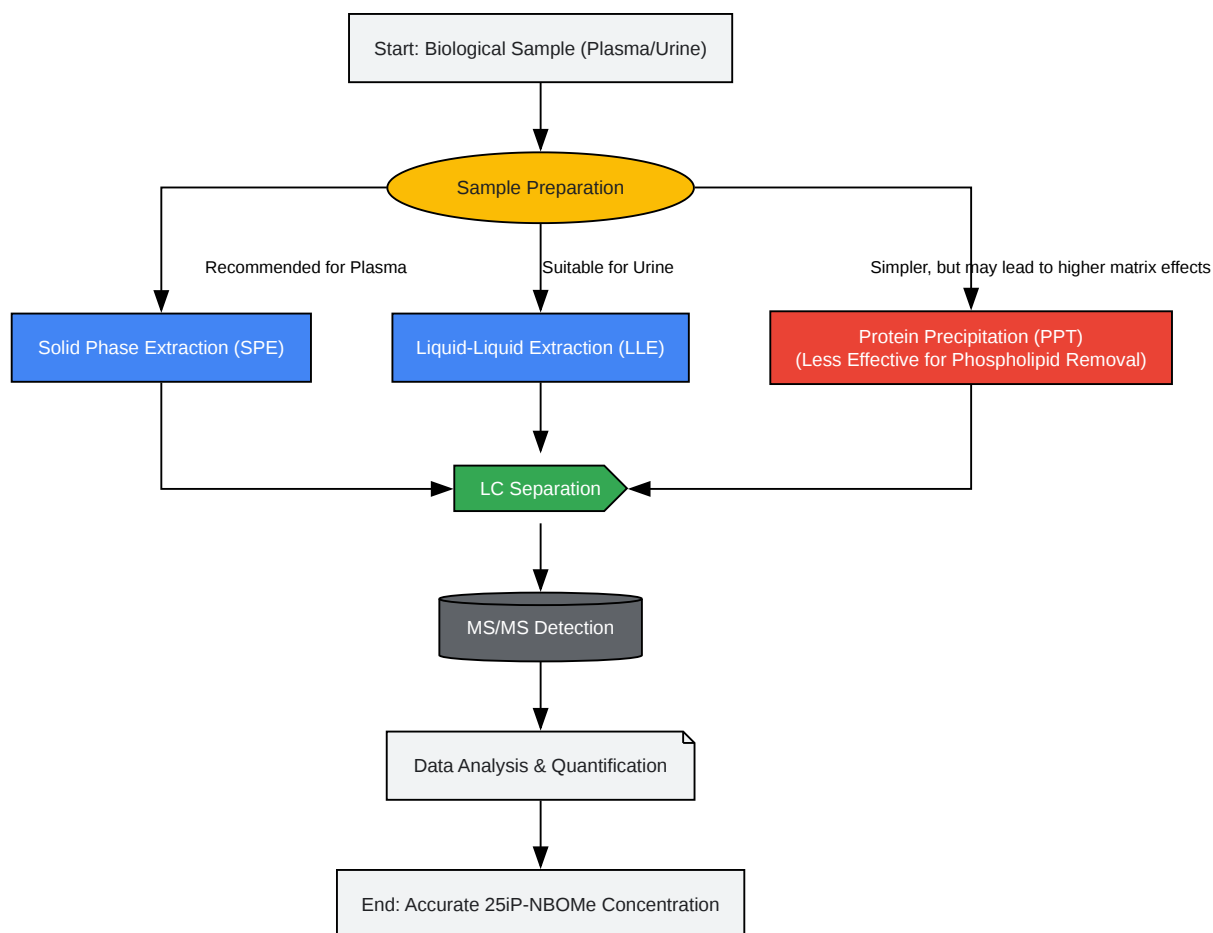 Start: Biological Sample (Plasma/Urine)
Sample Preparation
Recommended for Plasma
Suitable for Urine
Simpler, but may lead to higher matrix effects
Solid Phase Extraction (SPE)
Liquid-Liquid Extraction (LLE)
Protein Precipitation (PPT)
(Less Effective for Phospholipid Removal)
LC Separation
MS/MS Detection
Data Analysis & Quantification
End: Accurate 25iP-NBOMe Concentration